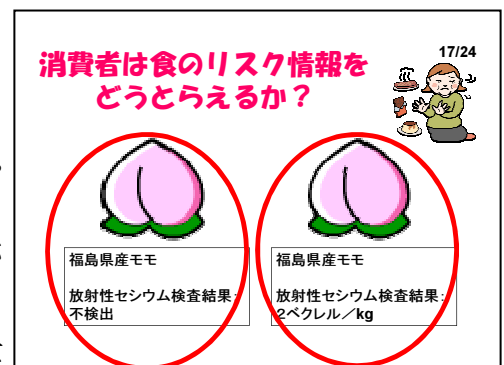 17/24
消費者は食のリスク情報を
どうとらえるか？
福島県産モモ
放射性セシウム検査結果:
不検出
福島県産モモ
放射性セシウム検査結果:
2ベクレル／kg